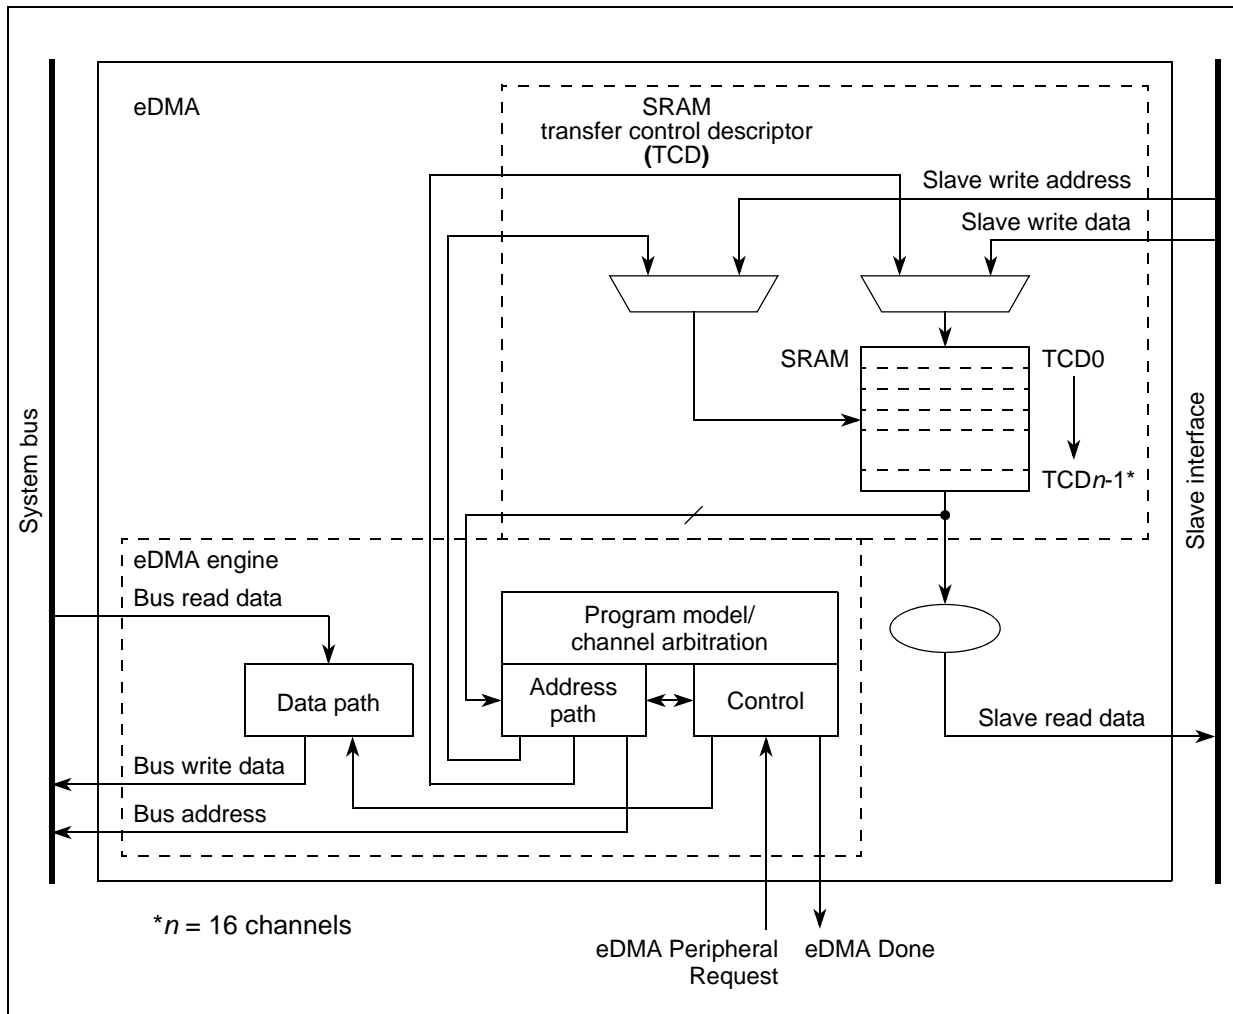 eDMA
SRAM
transfer control descriptor
(TCD)
Slave write address
Slave write data
SRAM
TCD0
TCDn-1*
System bus
Slave interface
eDMA engine
Bus read data
Program model/
channel arbitration
Data path
Address
path
Control
Slave read data
Bus write data
Bus address
*n = 16 channels
eDMA Peripheral
Request
eDMA Done